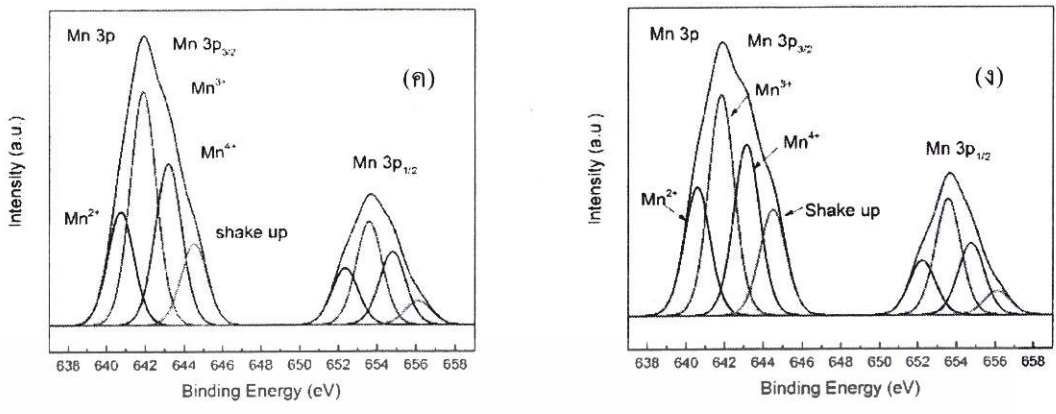 Mn 3p
Mn 3p3/2
Mn3+
(ค)
Mn4+
Mn 3p1/2
Mn2+
shake up
Intensity (a.u.)
638 640 642 644 646 648 650 652 654 656 658
Binding Energy (eV)
Mn 3p
Mn 3p3/2
Mn3+
(ง)
Mn4+
Mn 3p1/2
Mn2+
Shake up
Intensity (a.u.)
638 640 642 644 646 648 650 652 654 656 658
Binding Energy (eV)